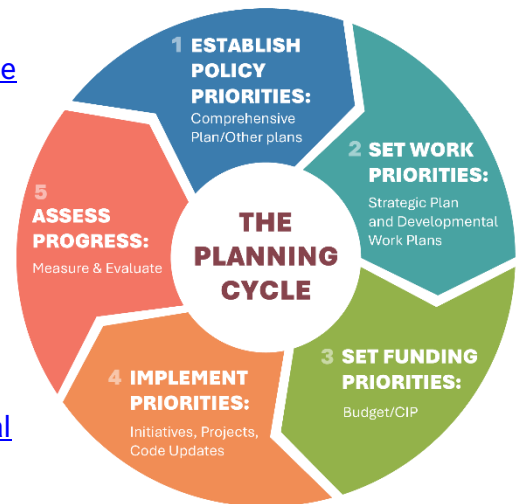 e
al
1 ESTABLISH
POLICY
PRIORITIES:
Comprehensive
Plan/Other plans
2 SET WORK
PRIORITIES:
Strategic Plan
and Developmental
Work Plans
3 SET FUNDING
PRIORITIES:
Budget/CIP
4 IMPLEMENT
PRIORITIES:
Initiatives, Projects,
Code Updates
5
ASSESS
PROGRESS:
Measure & Evaluate
THE
PLANNING
CYCLE